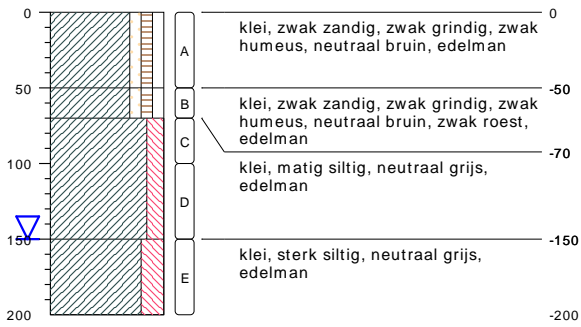 0
50
100
150
200
A
B
C
D
E
klei, zwak zandig, zwak grindig, zwak
humeus, neutraal bruin, edelman
klei, zwak zandig, zwak grindig, zwak
humeus, neutraal bruin, zwak roest,
edelman
klei, matig siltig, neutraal grijs,
edelman
klei, sterk siltig, neutraal grijs,
edelman
0
-50
-70
-150
-200